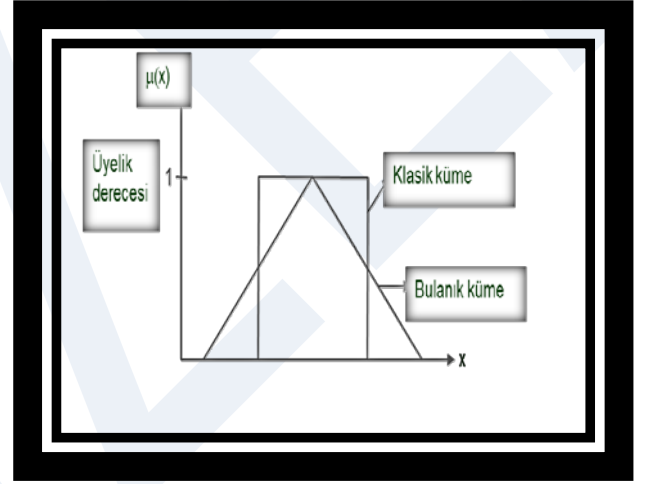 μ(x)
Üyelik
derecesi
1
Klasik küme
Bulanık küme
x